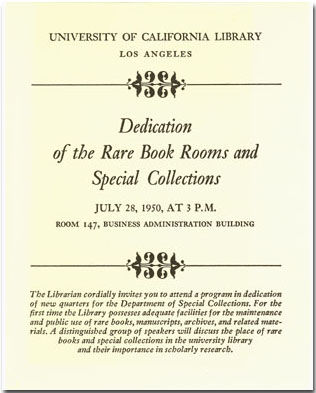 UNIVERSITY OF CALIFORNIA LIBRARY
LOS ANGELES
Dedication
of the Rare Book Rooms and
Special Collections
JULY 28, 1950, AT 3 P.M.
ROOM 147, BUSINESS ADMINISTRATION BUILDING
The Librarian cordially invites you to attend a program in dedication
of new quarters for the Department of Special Collections. For the
first time the Library possesses adequate facilities for the maintenance
and public use of rare books, manuscripts, archives, and related mate-
rials. A distinguished group of speakers will discuss the place of rare
books and special collections in the university library
and their importance in scholarly research.